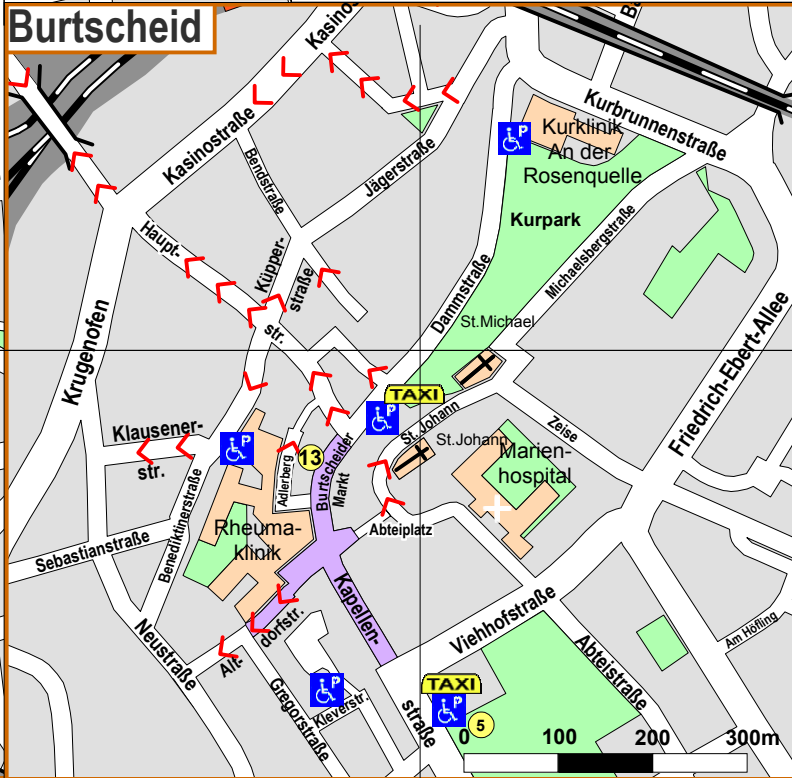 Burtscheid
Kasino
Ba
Kasinostraße
Kurbrunnenstraße
Kurklinik
An der
Rosenquelle
P
Bendstraße
Jägerstraße
Kurpark
Michaelsbergstraße
Haupt-
str.
Küpper-
straße
Dammstraße
St.Michael
Friedrich-Ebert-Allee
Krugenofen
TAXI
P
St. Johann
St.Johann
Zeise
Klausener-
str.
P
13
Adlerberg
Burtscheider
Markt
Marien-
hospital
Benediktinerstraße
Rheuma-
klinik
Abteiplatz
Sebastianstraße
Kapellen-
straße
Viehhofstraße
Neustraße
Alt-
dorfstr.
Gregorstraße
P
Kleverstr.
TAXI
P
5
Abteistraße
Am Höfling
0 100 200 300m